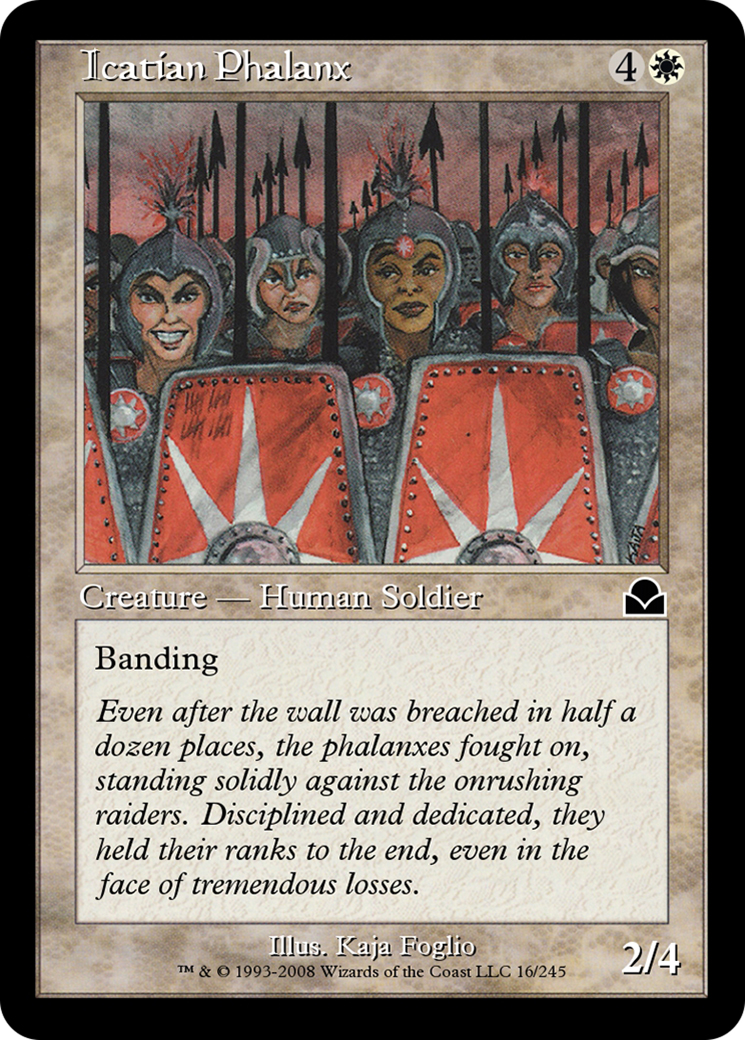 Icatian Phalanx 4
KAJA
Creature — Human Soldier
Banding
Even after the wall was breached in half a
dozen places, the phalanxes fought on,
standing solidly against the onrushing
raiders. Disciplined and dedicated, they
held their ranks to the end, even in the
face of tremendous losses.
Illus. Kaja Foglio
™ & © 1993-2008 Wizards of the Coast LLC 16/245
2/4